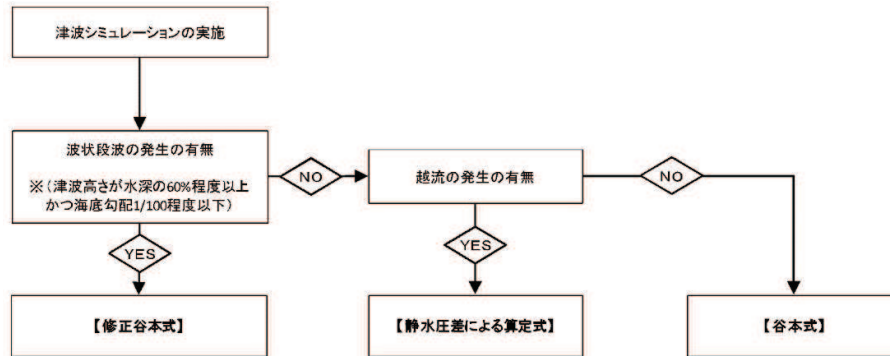 津波シミュレーションの実施
波状段波の発生の有無
※(津波高さが水深の60%程度以上
かつ海底勾配1/100程度以下)
NO
越流の発生の有無
NO
YES
YES
【修正谷本式】
【静水圧差による算定式】
【谷本式】